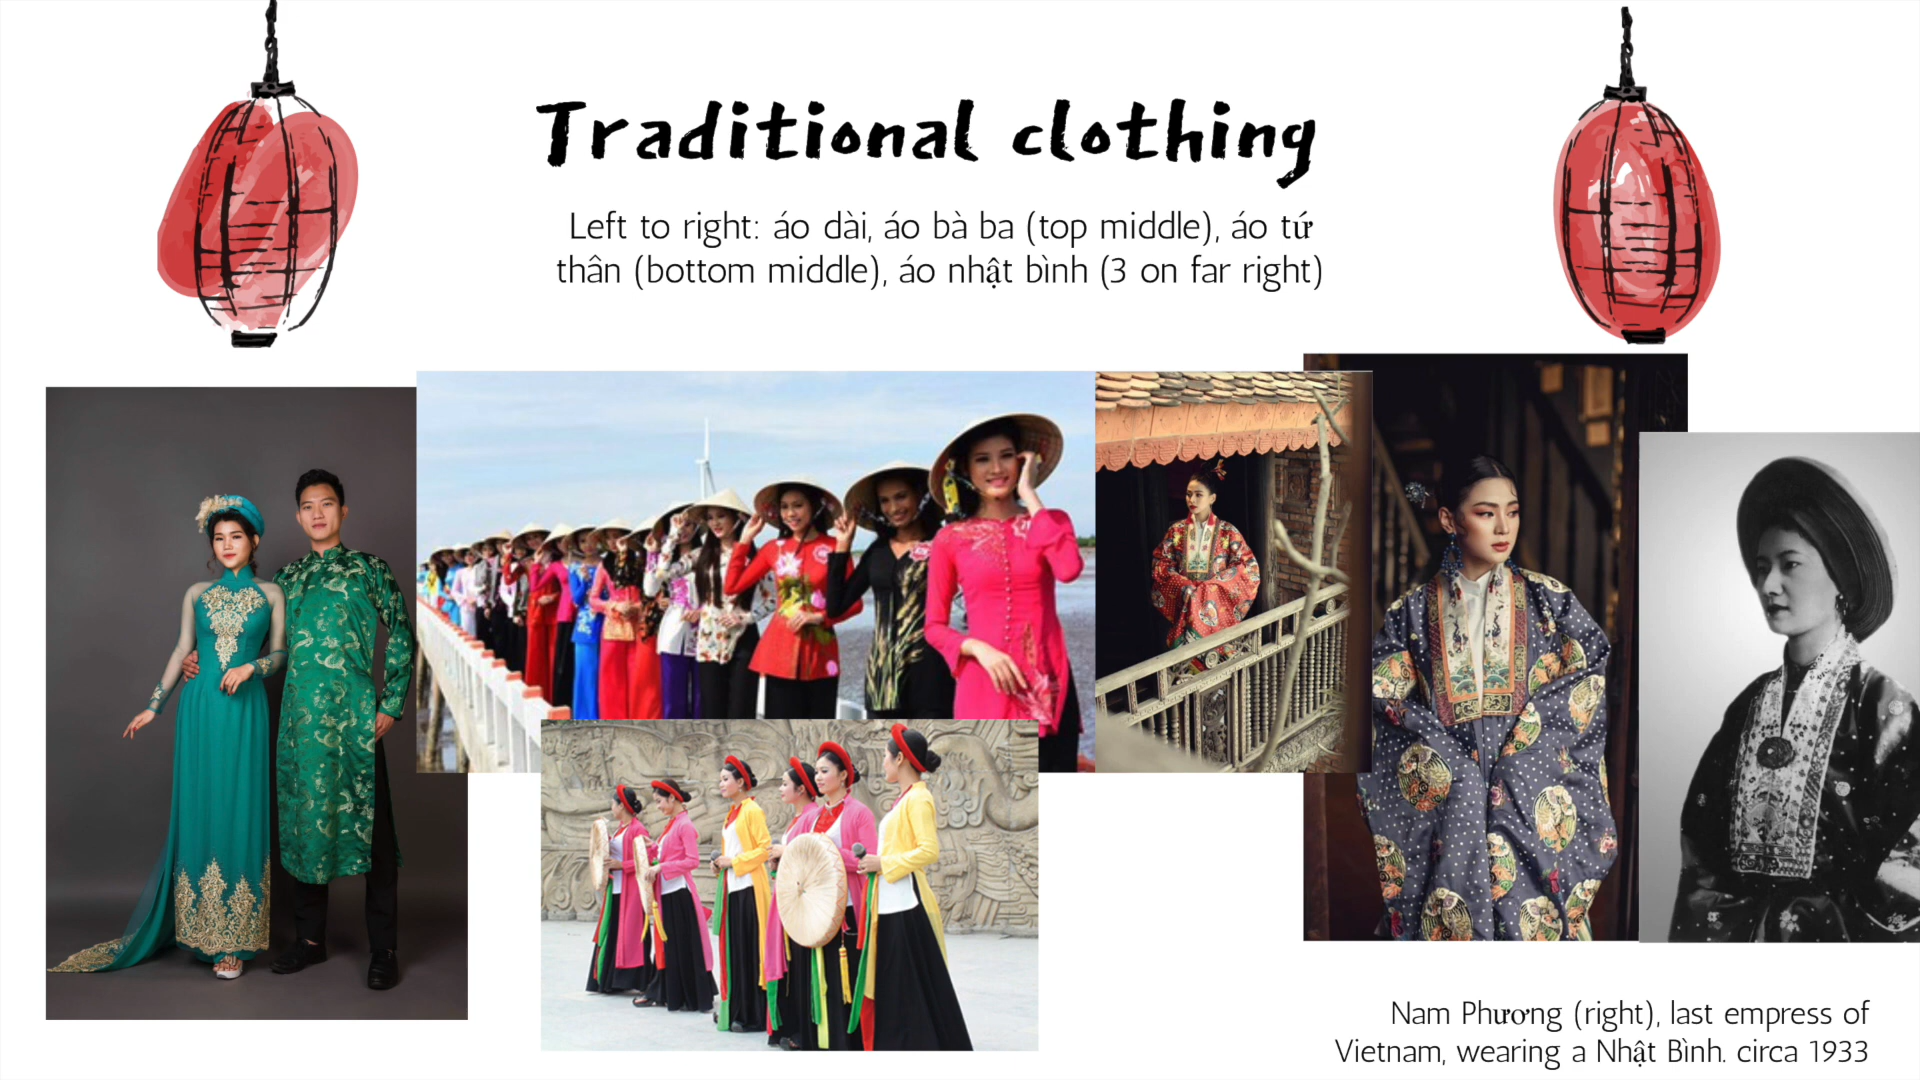 Traditional clothing
Left to right: áo dài, áo bà ba (top middle), áo tứ
thân (bottom middle), áo nhật bình (3 on far right)
Nam Phương (right), last empress of
Vietnam, wearing a Nhật Bình. circa 1933